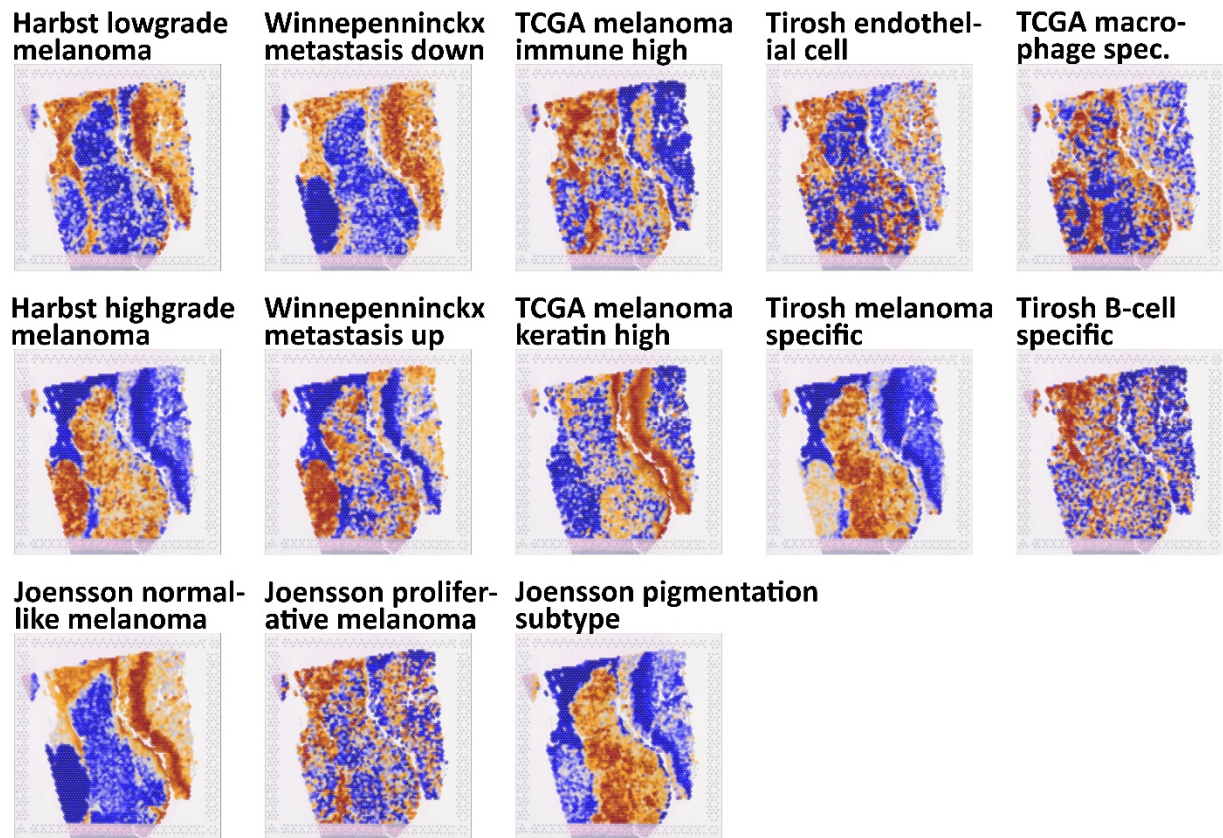 Harbst lowgrade
melanoma
Winnepenninckx
metastasis down
TCGA melanoma
immune high
Tirosh endothel-
ial cell
TCGA macro-
phage spec.
Harbst highgrade
melanoma
Winnepenninckx
metastasis up
TCGA melanoma
keratin high
Tirosh melanoma
specific
Tirosh B-cell
specific
Joensson normal-
like melanoma
Joensson prolifer-
ative melanoma
Joensson pigmentation
subtype